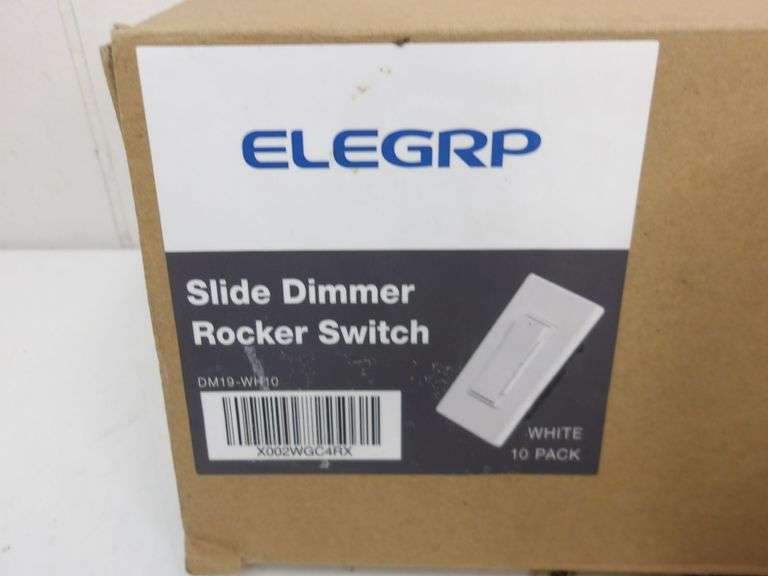 ELEGRP
Slide Dimmer
Rocker Switch
DM19-WH10
X002WGC4RX
WHITE
10 PACK